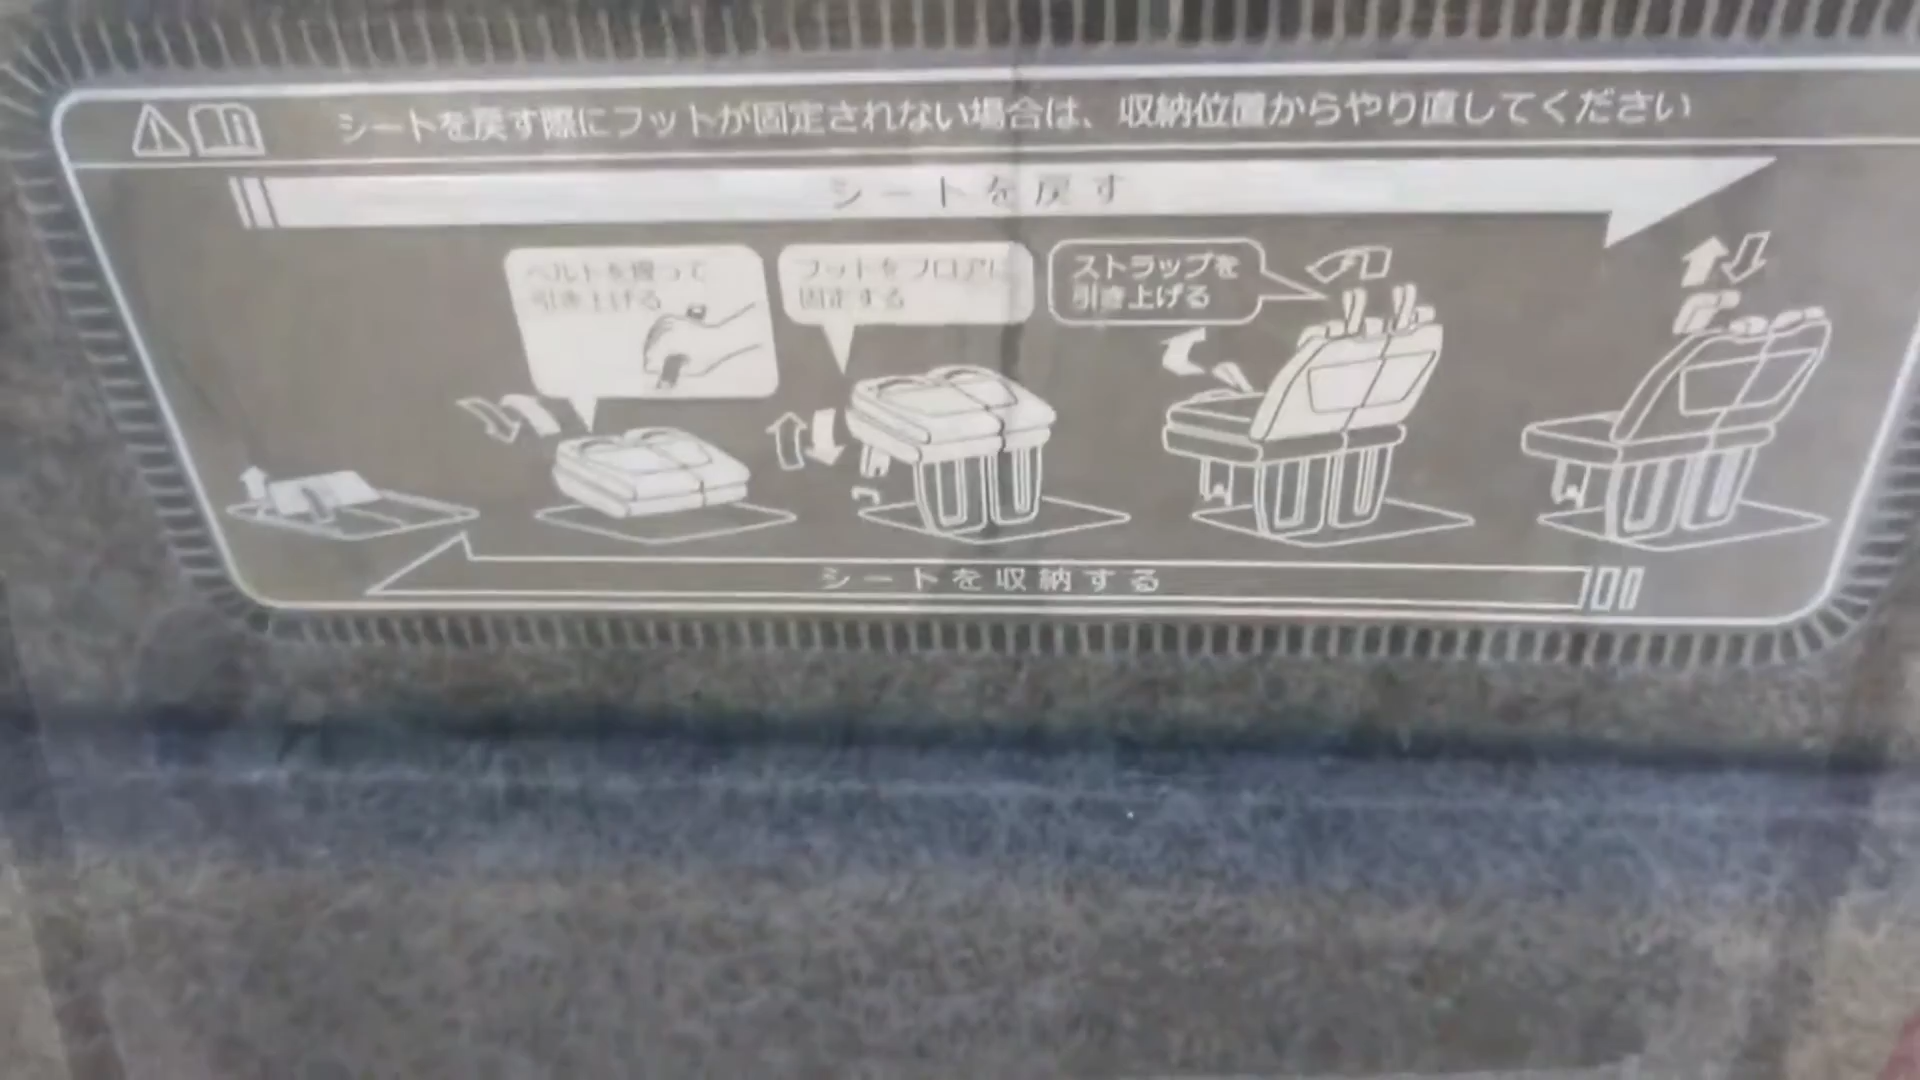 シートを戻す際にフットが固定されない場合は、収納位置からやり直してください
シートを戻す
ベルトを握って
引き上げる
フットをフロアに
固定する
ストラップを
引き上げる
シートを収納する